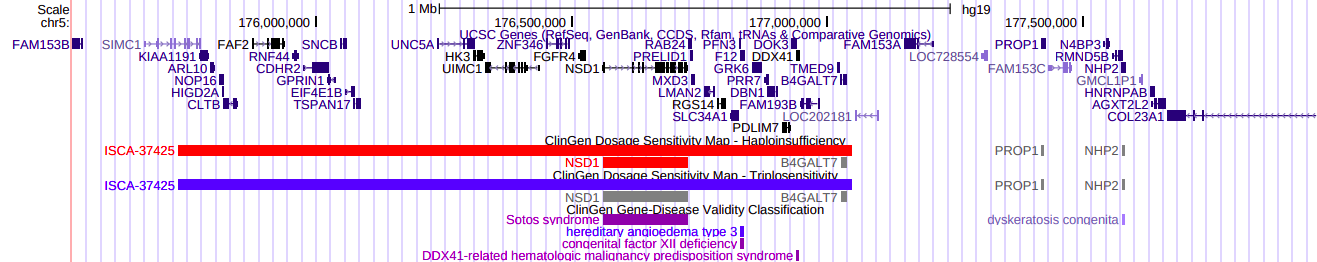 Scale 1 Mb hg19
chr5: 176,000,000 176,500,000 177,000,000 177,500,000
UCSC Genes (RefSeq, GenBank, CCDS, Rfam, tRNAs & Comparative Genomics)
FAM153B SIMC1 FAF2 SNCB UNC5A ZNF346 RAB24 PFN3 DOK3 FAM153A PROP1 N4BP3
KIAA1191 RNF44 HK3 FGFR4 PRELID1 F12 DDX41 LOC728554 RMND5B
ARL10 CDHR2 UIMC1 NSD1 GRK6 TMED9 FAM153C NHP2
NOP16 GPRIN1 MXD3 PRR7 B4GALT7 GMCL1P1
HIGD2A EIF4E1B LMAN2 DBN1 HNRNPAB
CLTB TSPAN17 RGS14 FAM193B AGXT2L2
SLC34A1 LOC202181 COL23A1
PDLIM7
ClinGen Dosage Sensitivity Map - Haploinsufficiency
ISCA-37425 PROP1 NHP2
NSD1 B4GALT7
ClinGen Dosage Sensitivity Map - Triplosensitivity
ISCA-37425 PROP1 NHP2
NSD1 B4GALT7
ClinGen Gene-Disease Validity Classification
Sotos syndrome dyskeratosis congenita
hereditary angioedema type 3
congenital factor XII deficiency
DDX41-related hematologic malignancy predisposition syndrome